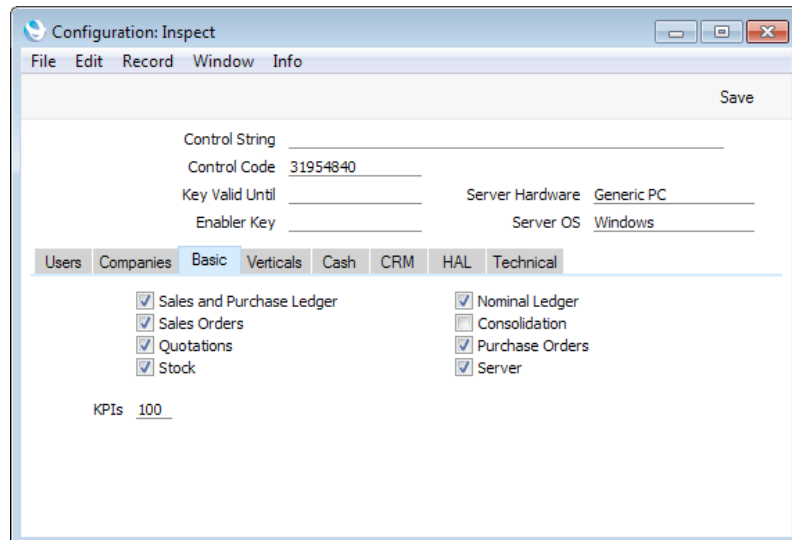 Configuration: Inspect
File Edit Record Window Info
Save
Control String
Control Code 31954840
Key Valid Until Server Hardware Generic PC
Enabler Key Server OS Windows
Users Companies Basic Verticals Cash CRM HAL Technical
Sales and Purchase Ledger Nominal Ledger
Sales Orders Consolidation
Quotations Purchase Orders
Stock Server
KPIs 100